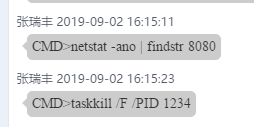 张瑞丰 2019-09-02 16:15:11
CMD>netstat -ano | findstr 8080
张瑞丰 2019-09-02 16:15:23
CMD>taskkill /F /PID 1234